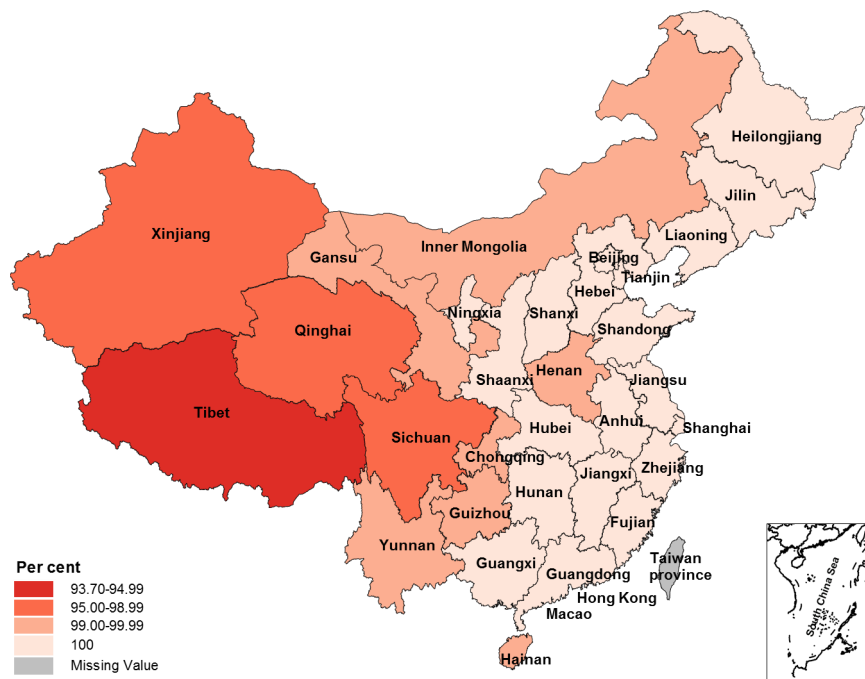 Heilongjiang
Jilin
Xinjiang
Liaoning
Inner Mongolia
Gansu
Beijing
Tianjin
Hebei
Ningxia
Shanxi
Qinghai
Shandong
Henan
Shaanxi
Jiangsu
Tibet
Anhui
Hubei
Shanghai
Sichuan
Chongqing
Zhejiang
Jiangxi
Hunan
Guizhou
Fujian
Yunnan
Guangxi
Taiwan
province
Guangdong
Hong Kong
Macao
Hainan
South China Sea
Per cent
93.70-94.99
95.00-98.99
99.00-99.99
100
Missing Value